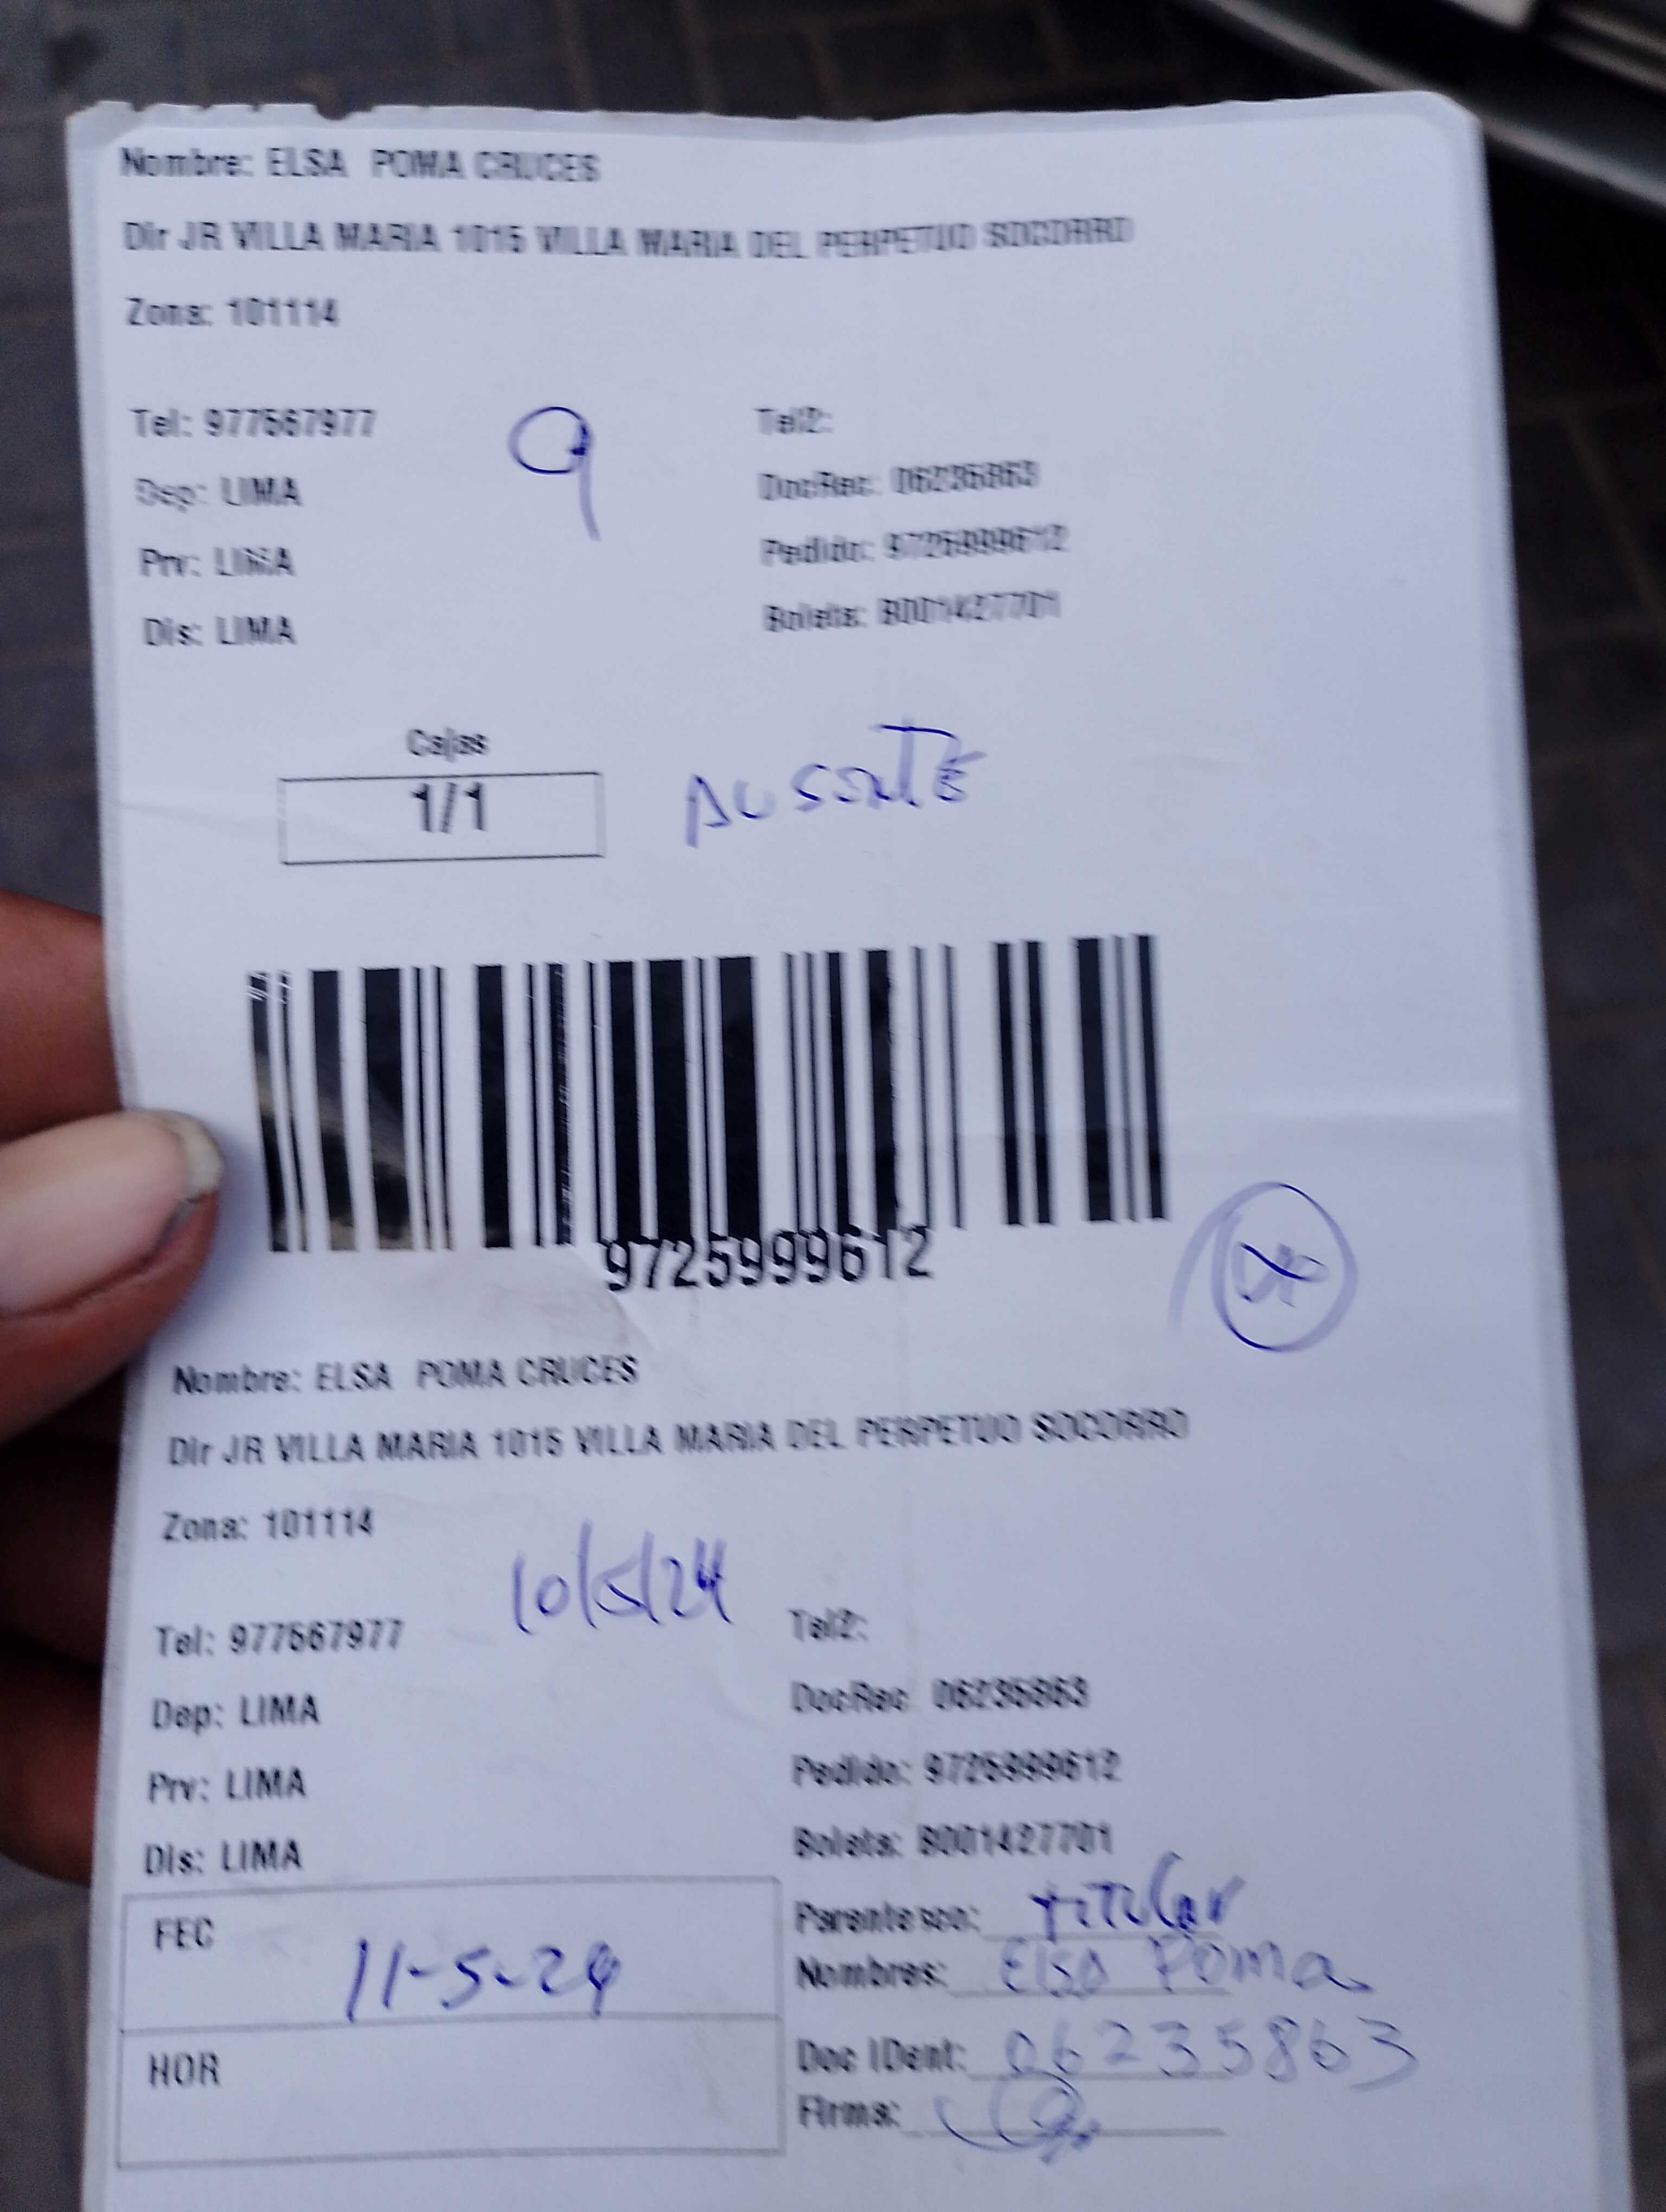 Nombre: ELSA POMA CRUCES
Dir JR VILLA MARIA 1015 VILLA MARIA DEL PERPETUO SOCORRO
Zona: 101114
9
Tel: 977567977 Tel2:
Dep: LIMA DocRec: 06235863
Prv: LIMA Pedido: 9725999612
Dis: LIMA Boleta: B001427701
Cajas
1/1
AUSENTE
9725999612
Nombre: ELSA POMA CRUCES
Dir JR VILLA MARIA 1015 VILLA MARIA DEL PERPETUO SOCORRO
Zona: 101114
10/5/24
Tel: 977567977 Tel2:
Dep: LIMA DocRec 06235863
Prv: LIMA Pedido: 9725999612
Dis: LIMA Boleta: B001427701
FEC 11-5-24
HOR
Parentesco: titular
Nombres: Elsa Poma
Doc IDent: 06235863
Firma: